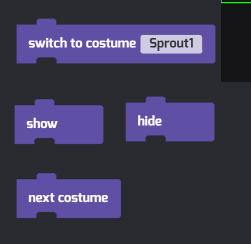 switch to costume Sprout1
show
hide
next costume